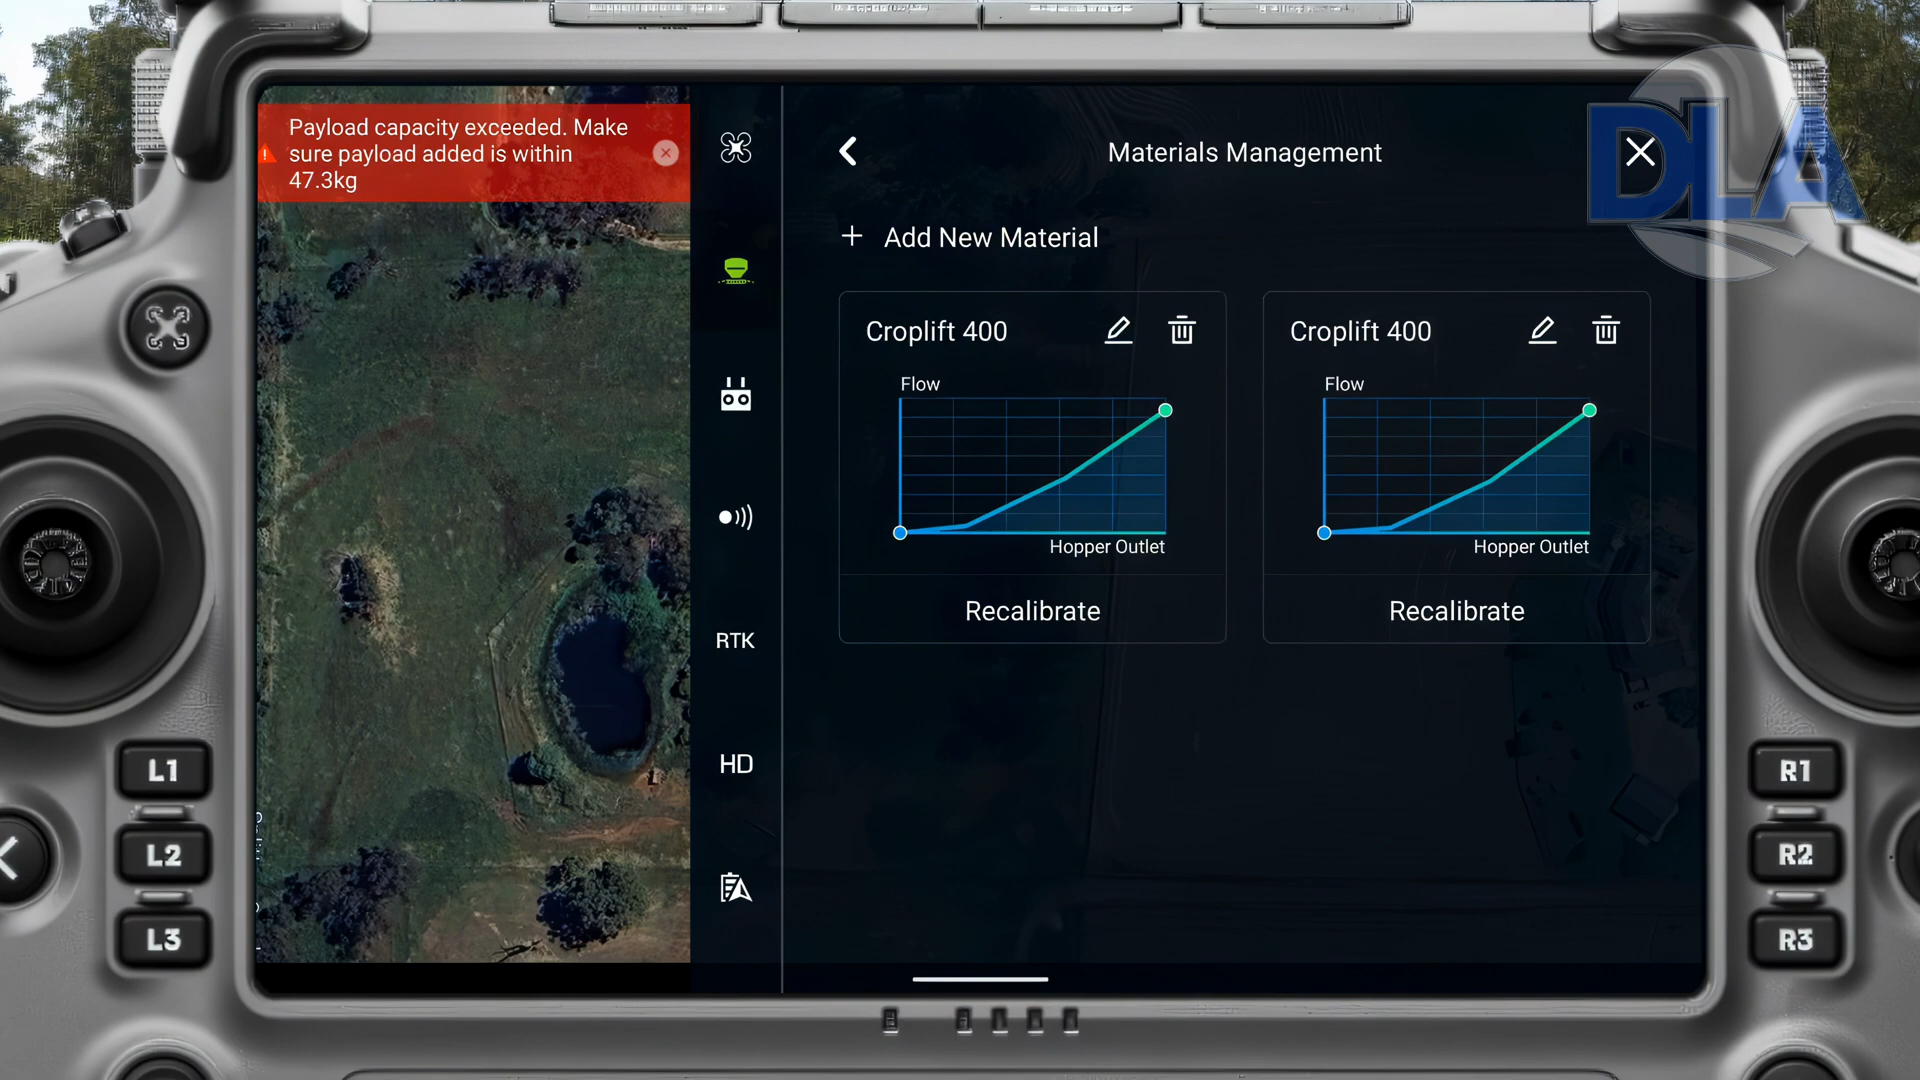 Payload capacity exceeded. Make
sure payload added is within
47.3kg
Materials Management
DLA
+ Add New Material
Croplift 400
Flow
Hopper Outlet
Recalibrate
Croplift 400
Flow
Hopper Outlet
Recalibrate
RTK
HD
L1
L2
L3
R1
R2
R3